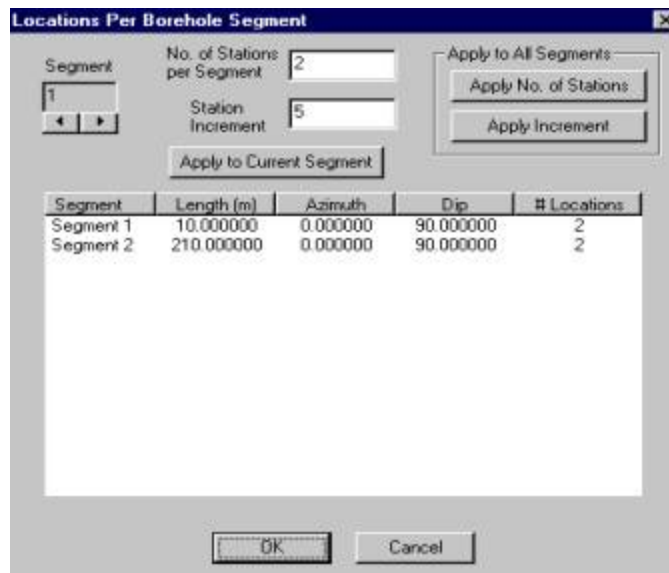 Locations Per Borehole Segment
Segment
1
No. of Stations
per Segment
2
Station
Increment
5
Apply to Current Segment
Apply to All Segments
Apply No. of Stations
Apply Increment
Segment Length (m) Azimuth Dip # Locations
Segment 1 10.000000 0.000000 90.000000 2
Segment 2 210.000000 0.000000 90.000000 2
OK Cancel